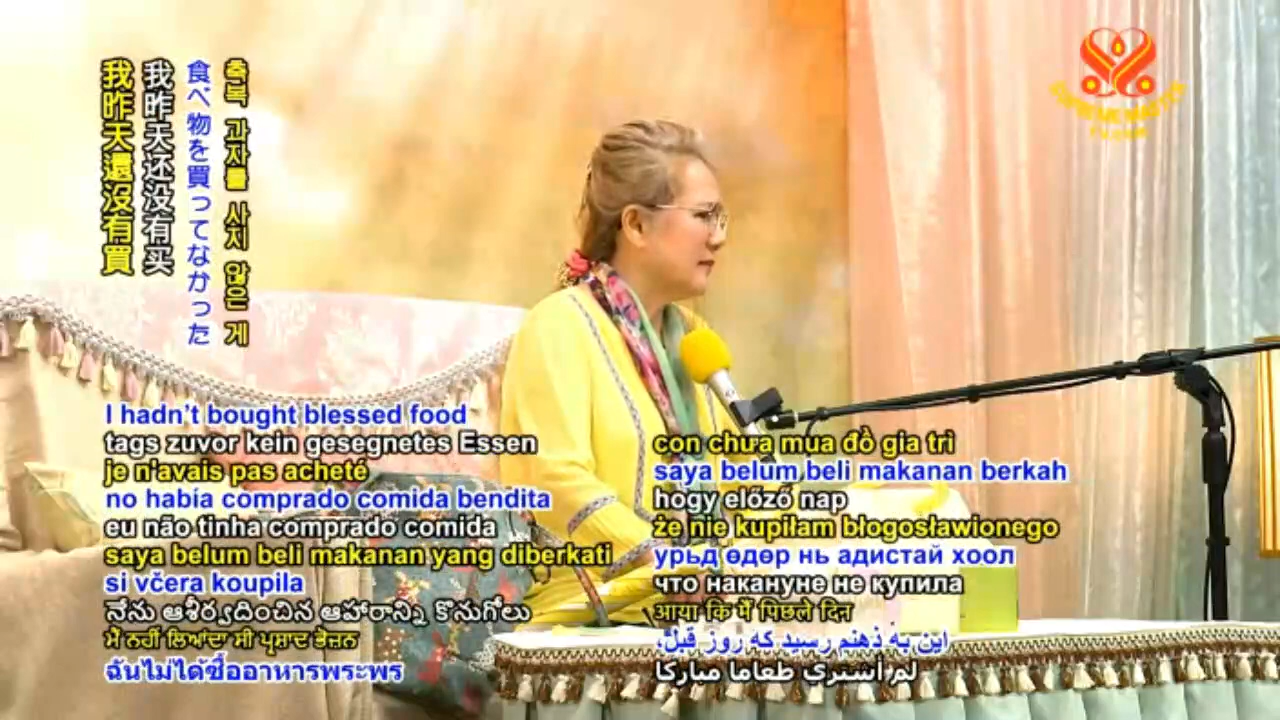 我昨天還沒有買
我昨天还没有买
食べ物を買ってなかった
축복 과자를 사지 않은 게
I hadn't bought blessed food
tags zuvor kein gesegnetes Essen
je n'avais pas acheté
no había comprado comida bendita
eu não tinha comprado comida
saya belum beli makanan yang diberkati
si včera koupila
నేను ఆశీర్వదించిన ఆహారాన్ని కొనుగోలు
ਮੈਂ ਨਹੀਂ ਲਿਆਂਦਾ ਸੀ ਪ੍ਰਸ਼ਾਦ ਭੋਜਨ
ฉันไม่ได้ซื้ออาหารพระพร
con chưa mua đồ gia trì
saya belum beli makanan berkah
hogy előző nap
że nie kupiłam błogosławionego
урьд өдөр нь адистай хоол
что накануне не купила
आया कि मैं पिछले दिन
این به ذهنم رسید که روز قبل،
لم أشتري طعاما مباركا